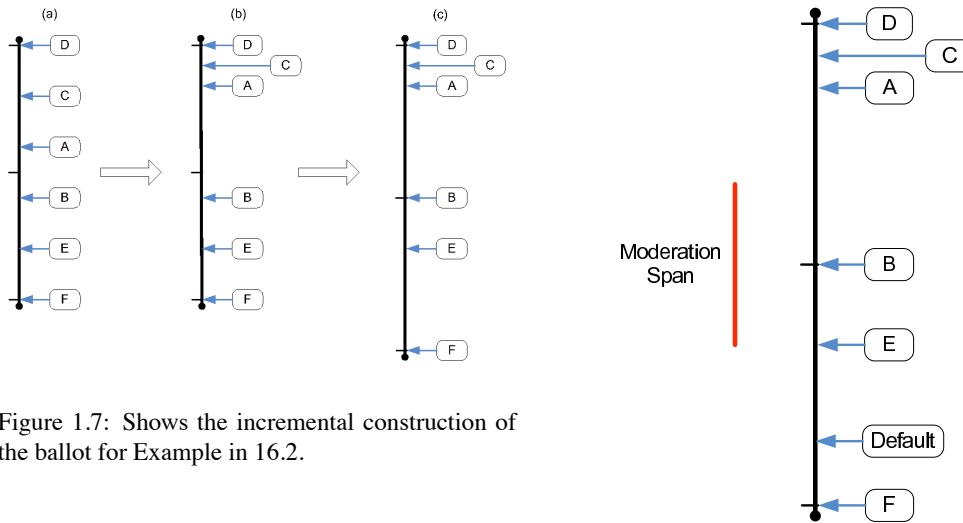 (a)
D
C
A
B
E
F
(b)
D
C
A
B
E
F
(c)
D
C
A
B
E
F
Figure 1.7: Shows the incremental construction of
the ballot for Example in 16.2.
Moderation
Span
D
C
A
B
E
Default
F